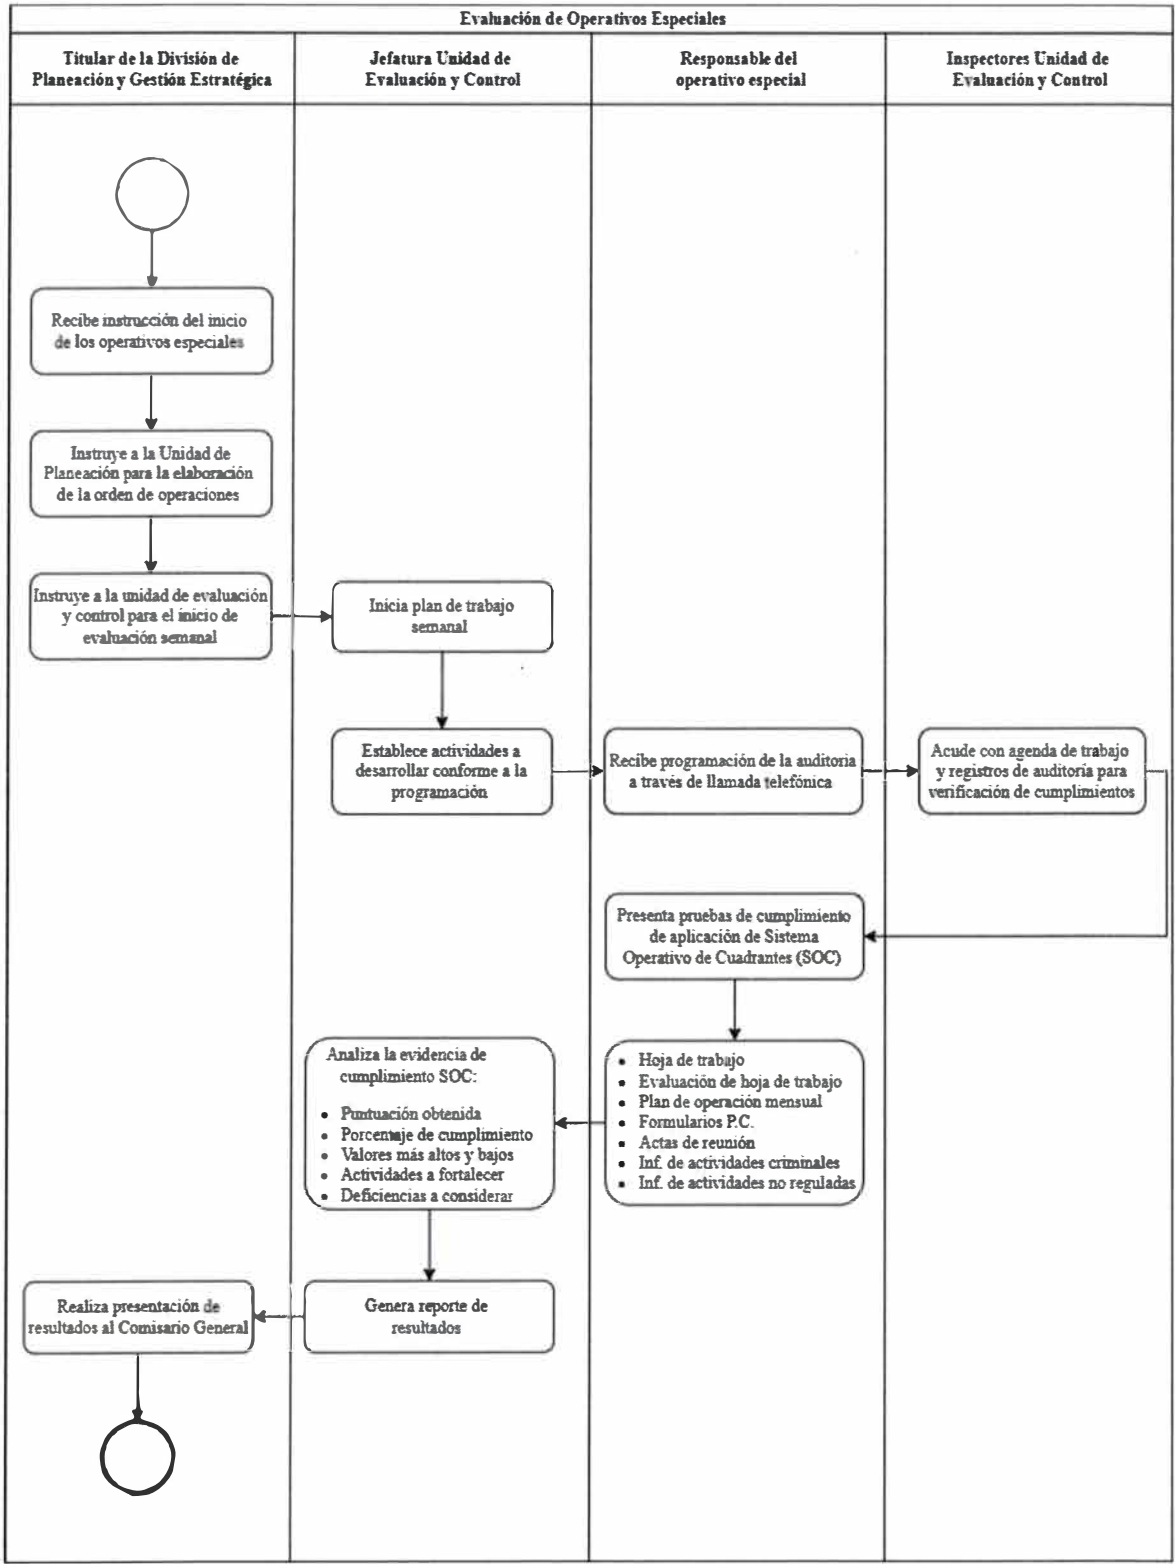 Evaluación de Operativos Especiales
Titular de la División de
Planeación y Gestión Estratégica
Jefatura Unidad de
Evaluación y Control
Responsable del
operativo especial
Inspectores Unidad de
Evaluación y Control
Recibe instrucción del inicio
de los operativos especiales
Instruye a la Unidad de
Planeación para la elaboración
de la orden de operaciones
Instruye a la unidad de evaluación
y control para el inicio de
evaluación semanal
Inicia plan de trabajo
semanal
Establece actividades a
desarrollar conforme a la
programación
Recibe programación de la auditoria
a través de llamada telefónica
Acude con agenda de trabajo
y registros de auditoría para
verificación de cumplimientos
Presenta pruebas de cumplimiento
de aplicación de Sistema
Operativo de Cuadrantes (SOC)
• Hoja de trabajo
• Evaluación de hoja de trabajo
• Plan de operación mensual
• Formularios P.C.
• Actas de reunión
• Inf. de actividades criminales
• Inf. de actividades no reguladas
Analiza la evidencia de
cumplimiento SOC:
• Puntuación obtenida
• Porcentaje de cumplimiento
• Valores más altos y bajos
• Actividades a fortalecer
• Deficiencias a considerar
Genera reporte de
resultados
Realiza presentación de
resultados al Comisario General